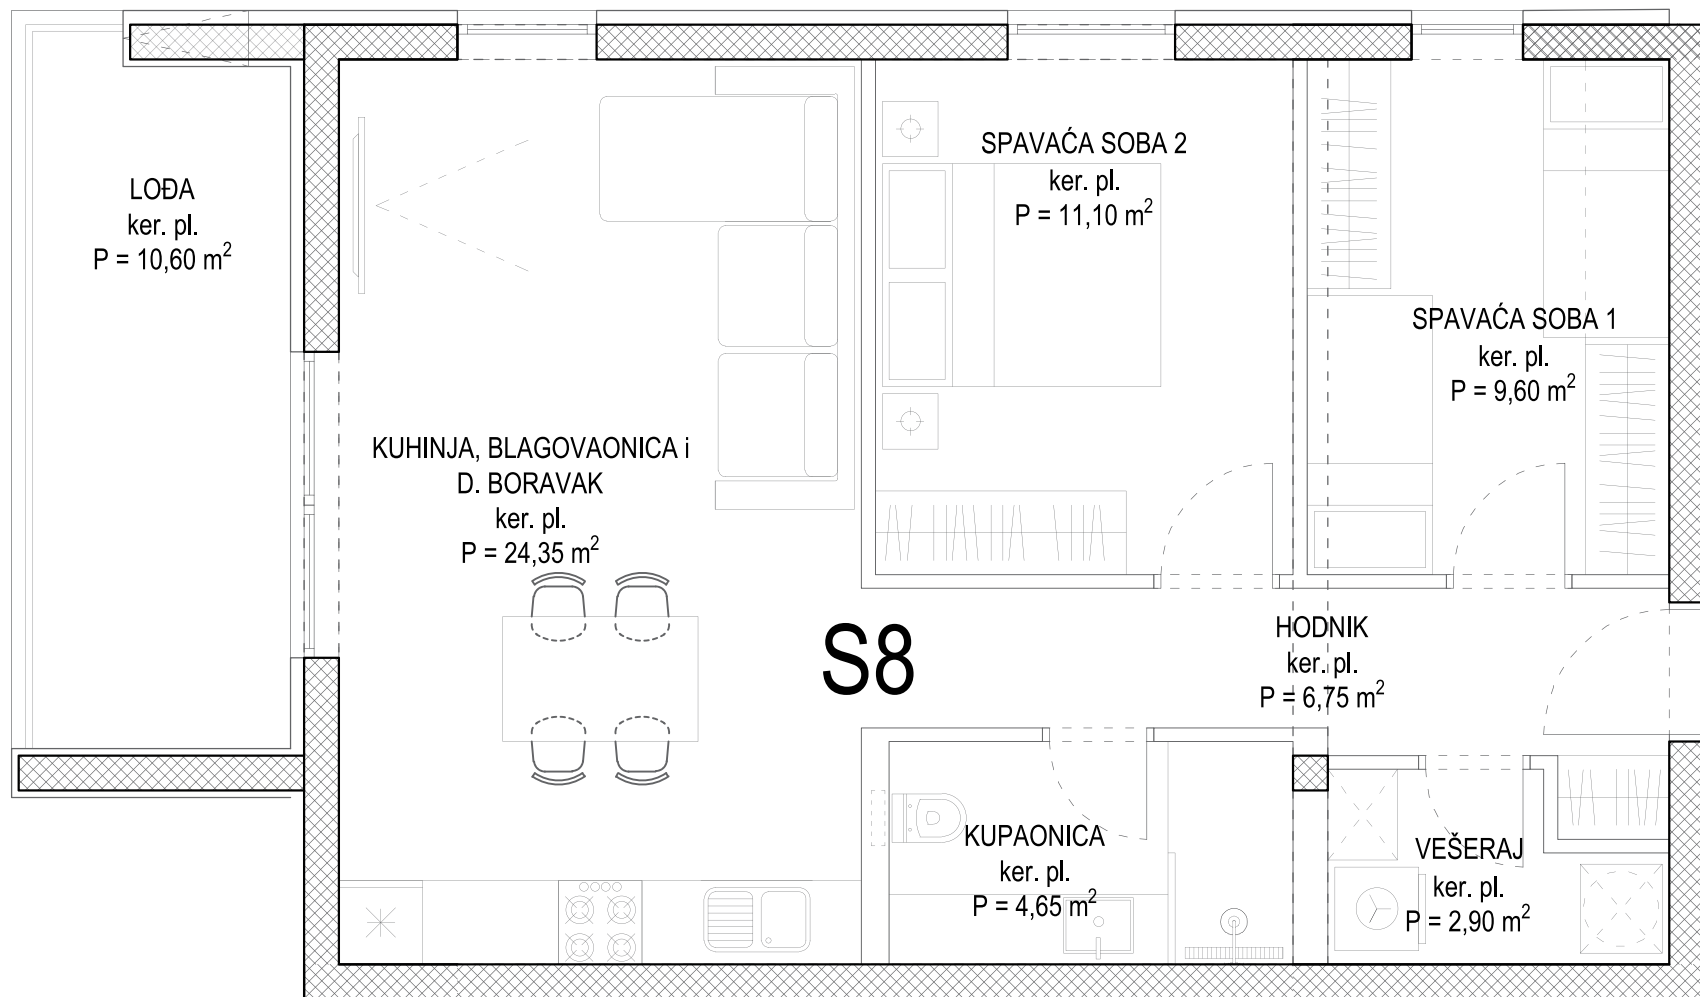 LOĐA
ker. pl.
P = 10,60 m²
KUHINJA, BLAGOVAONICA i
D. BORAVAK
ker. pl.
P = 24,35 m²
SPAVAĆA SOBA 2
ker. pl.
P = 11,10 m²
SPAVAĆA SOBA 1
ker. pl.
P = 9,60 m²
S8
HODNIK
ker. pl.
P = 6,75 m²
KUPAONICA
ker. pl.
P = 4,65 m²
VEŠERAJ
ker. pl.
P = 2,90 m²